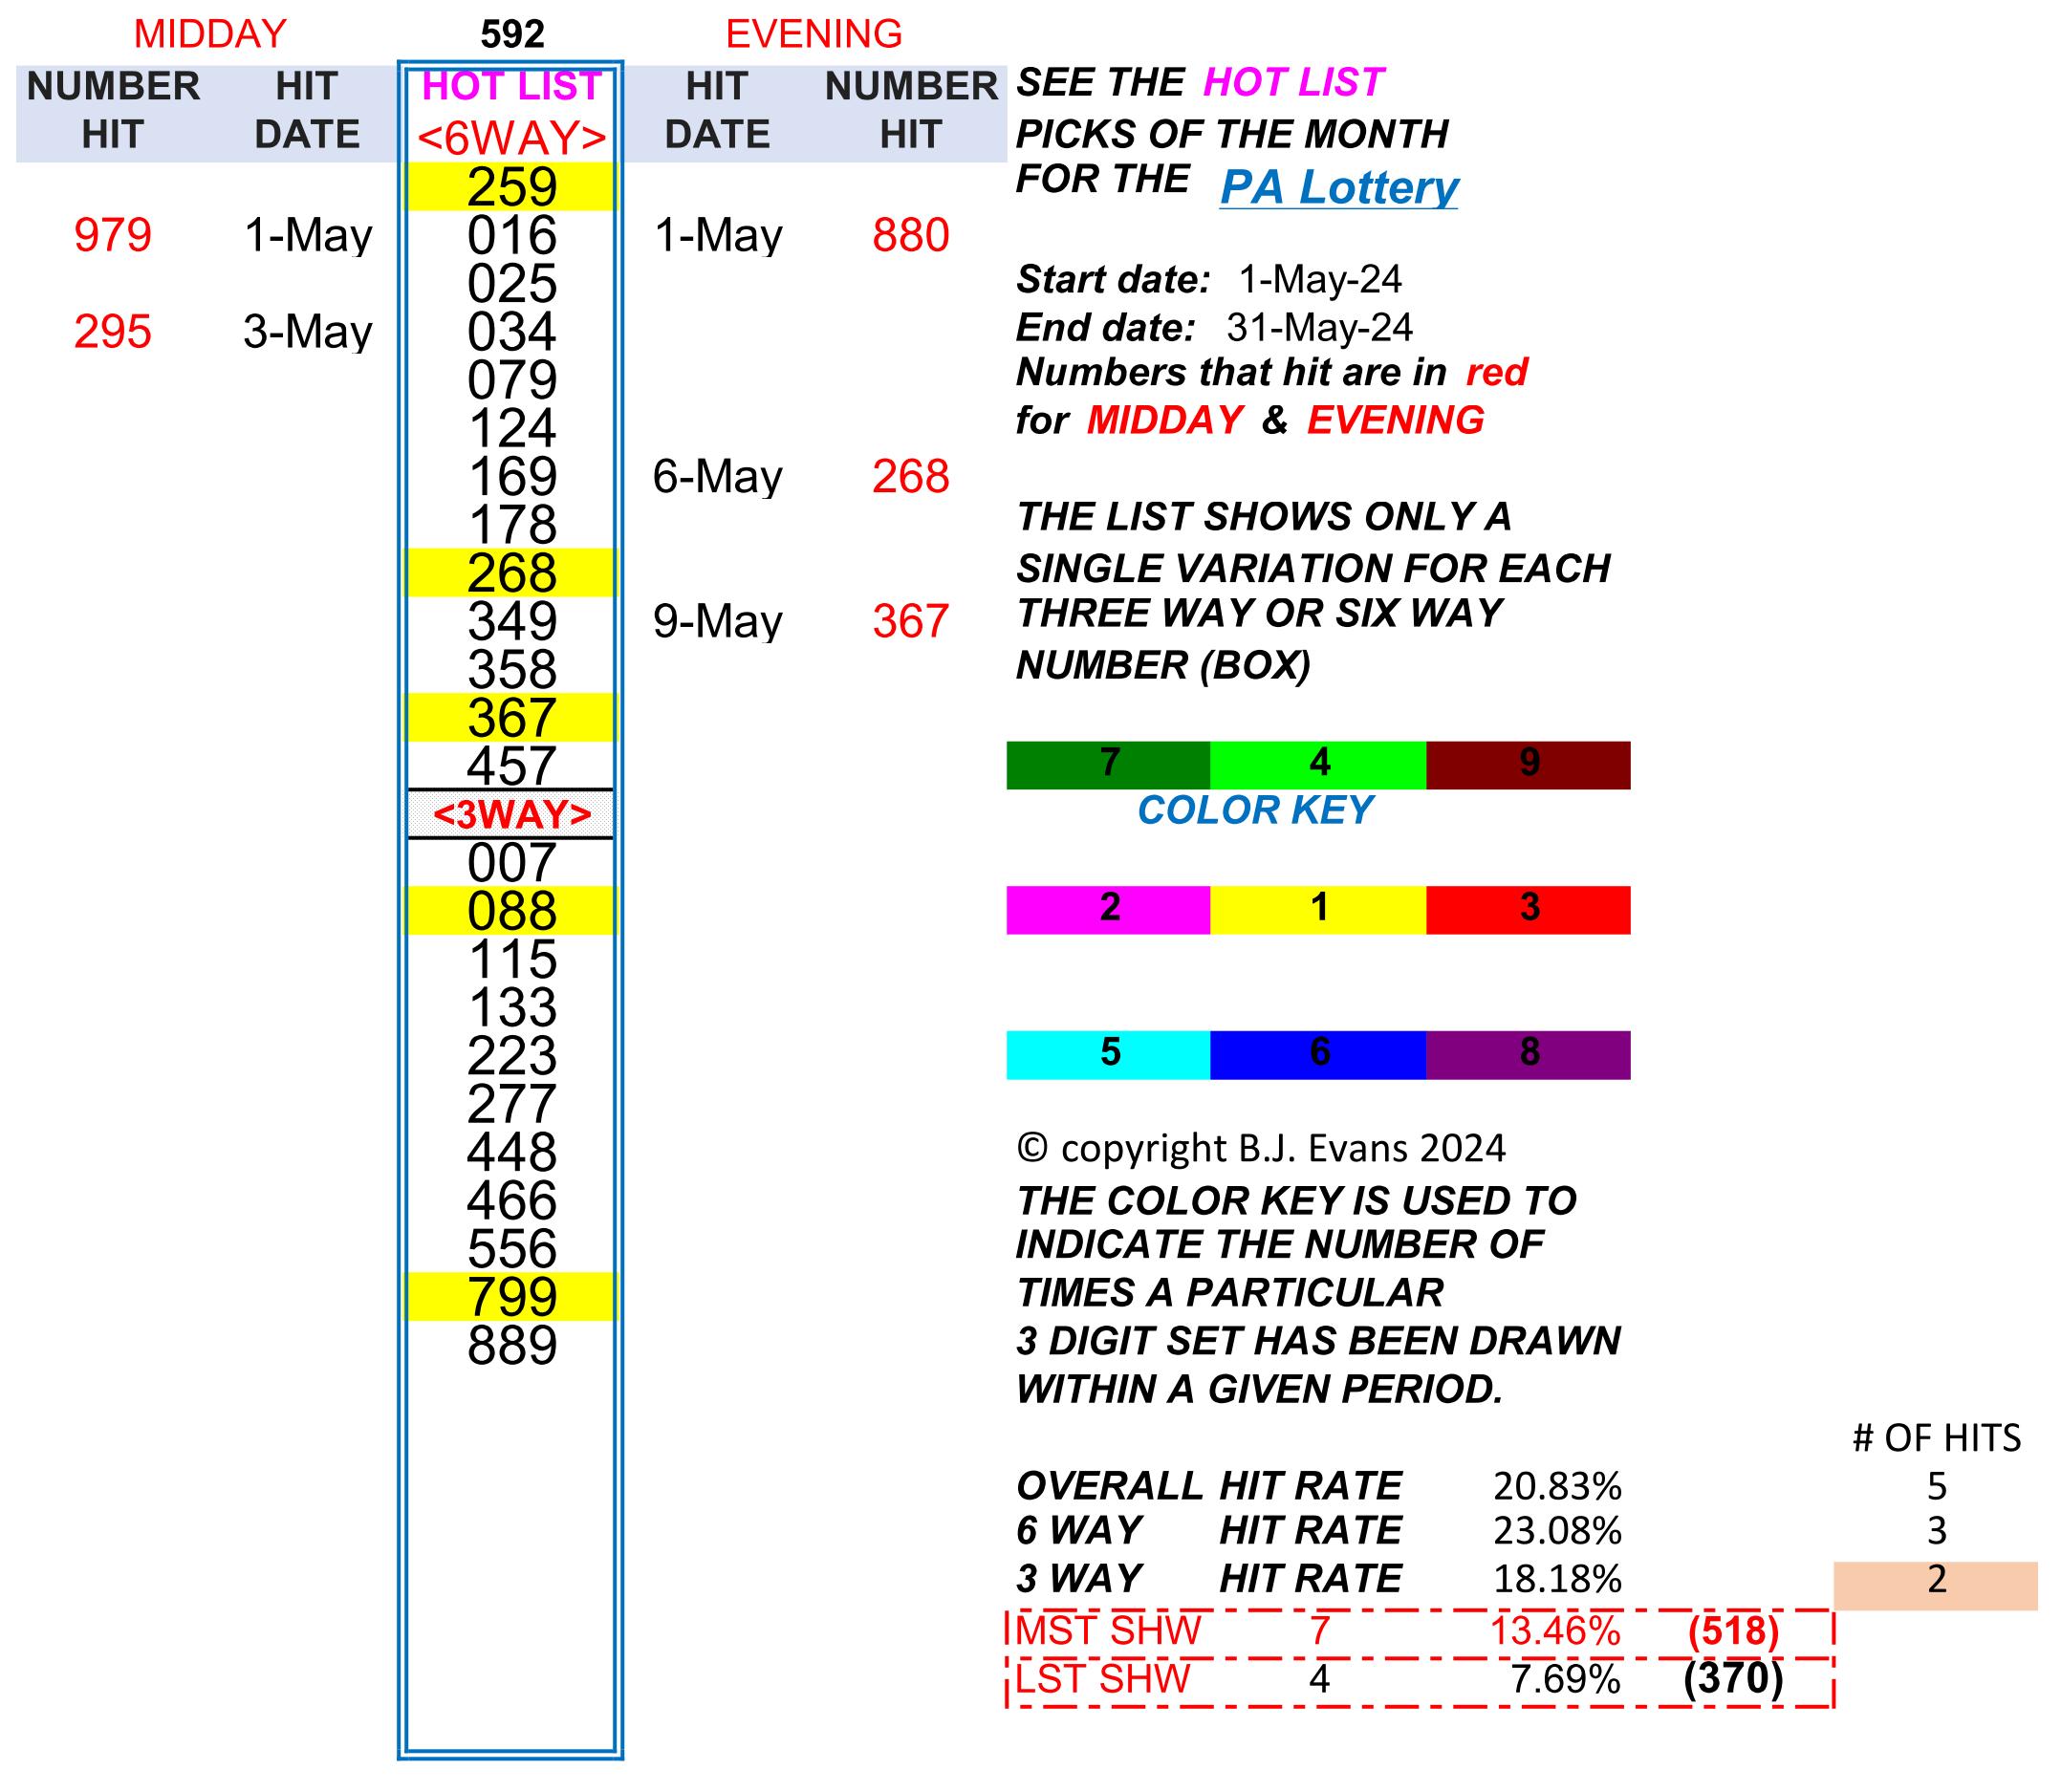 MIDDAY 592 EVENING
NUMBER HIT HOT LIST HIT NUMBER SEE THE HOT LIST
HIT DATE <6WAY> DATE HIT PICKS OF THE MONTH
259 FOR THE PA Lottery
979 1-May 016 1-May 880
025 Start date: 1-May-24
295 3-May 034 End date: 31-May-24
079 Numbers that hit are in red
124 for MIDDAY & EVENING
169 6-May 268
178 THE LIST SHOWS ONLY A
268 SINGLE VARIATION FOR EACH
349 9-May 367 THREE WAY OR SIX WAY
358 NUMBER (BOX)
367
457 7 4 9
<3WAY> COLOR KEY
007
088 2 1 3
115
133
223 5 6 8
277
448 © copyright B.J. Evans 2024
466 THE COLOR KEY IS USED TO
556 INDICATE THE NUMBER OF
799 TIMES A PARTICULAR
889 3 DIGIT SET HAS BEEN DRAWN
WITHIN A GIVEN PERIOD.
# OF HITS
OVERALL HIT RATE 20.83% 5
6 WAY HIT RATE 23.08% 3
3 WAY HIT RATE 18.18% 2
MST SHW 7 13.46% (518)
LST SHW 4 7.69% (370)